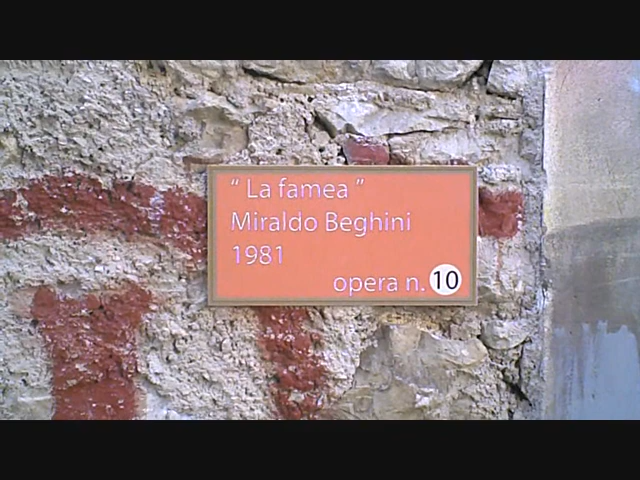 “ La famea ”
Miraldo Beghini
1981
opera n. 10